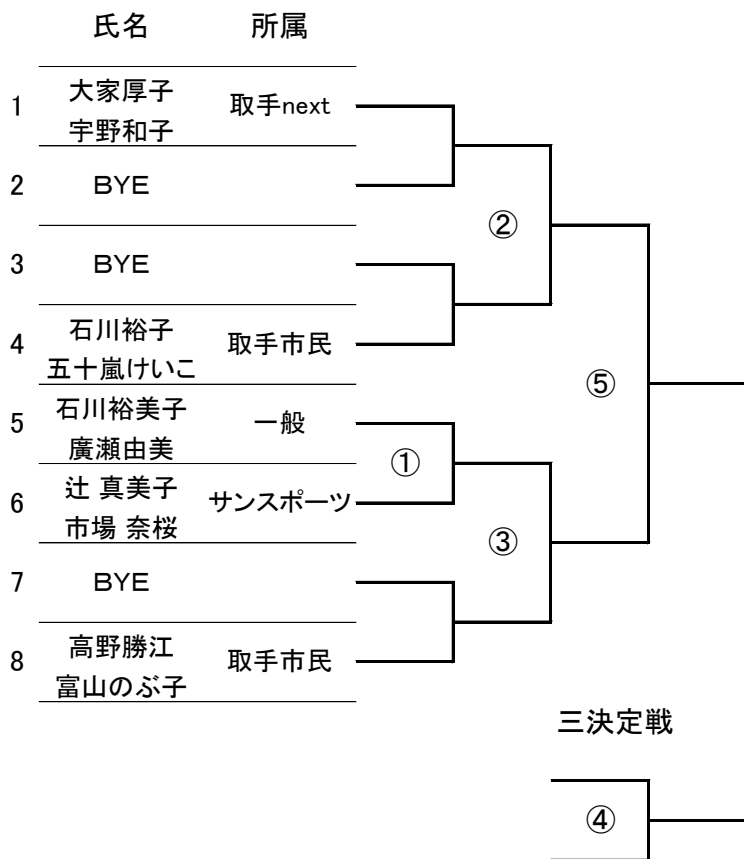 氏名 所属
1 大家厚子 取手next
宇野和子
2 BYE
②
3 BYE
4 石川裕子 取手市民
五十嵐けいこ
⑤
5 石川裕美子 一般
廣瀬由美
①
6 辻 真美子 サンスポーツ
市場 奈桜
③
7 BYE
8 高野勝江 取手市民
富山のぶ子
三決定戦
④